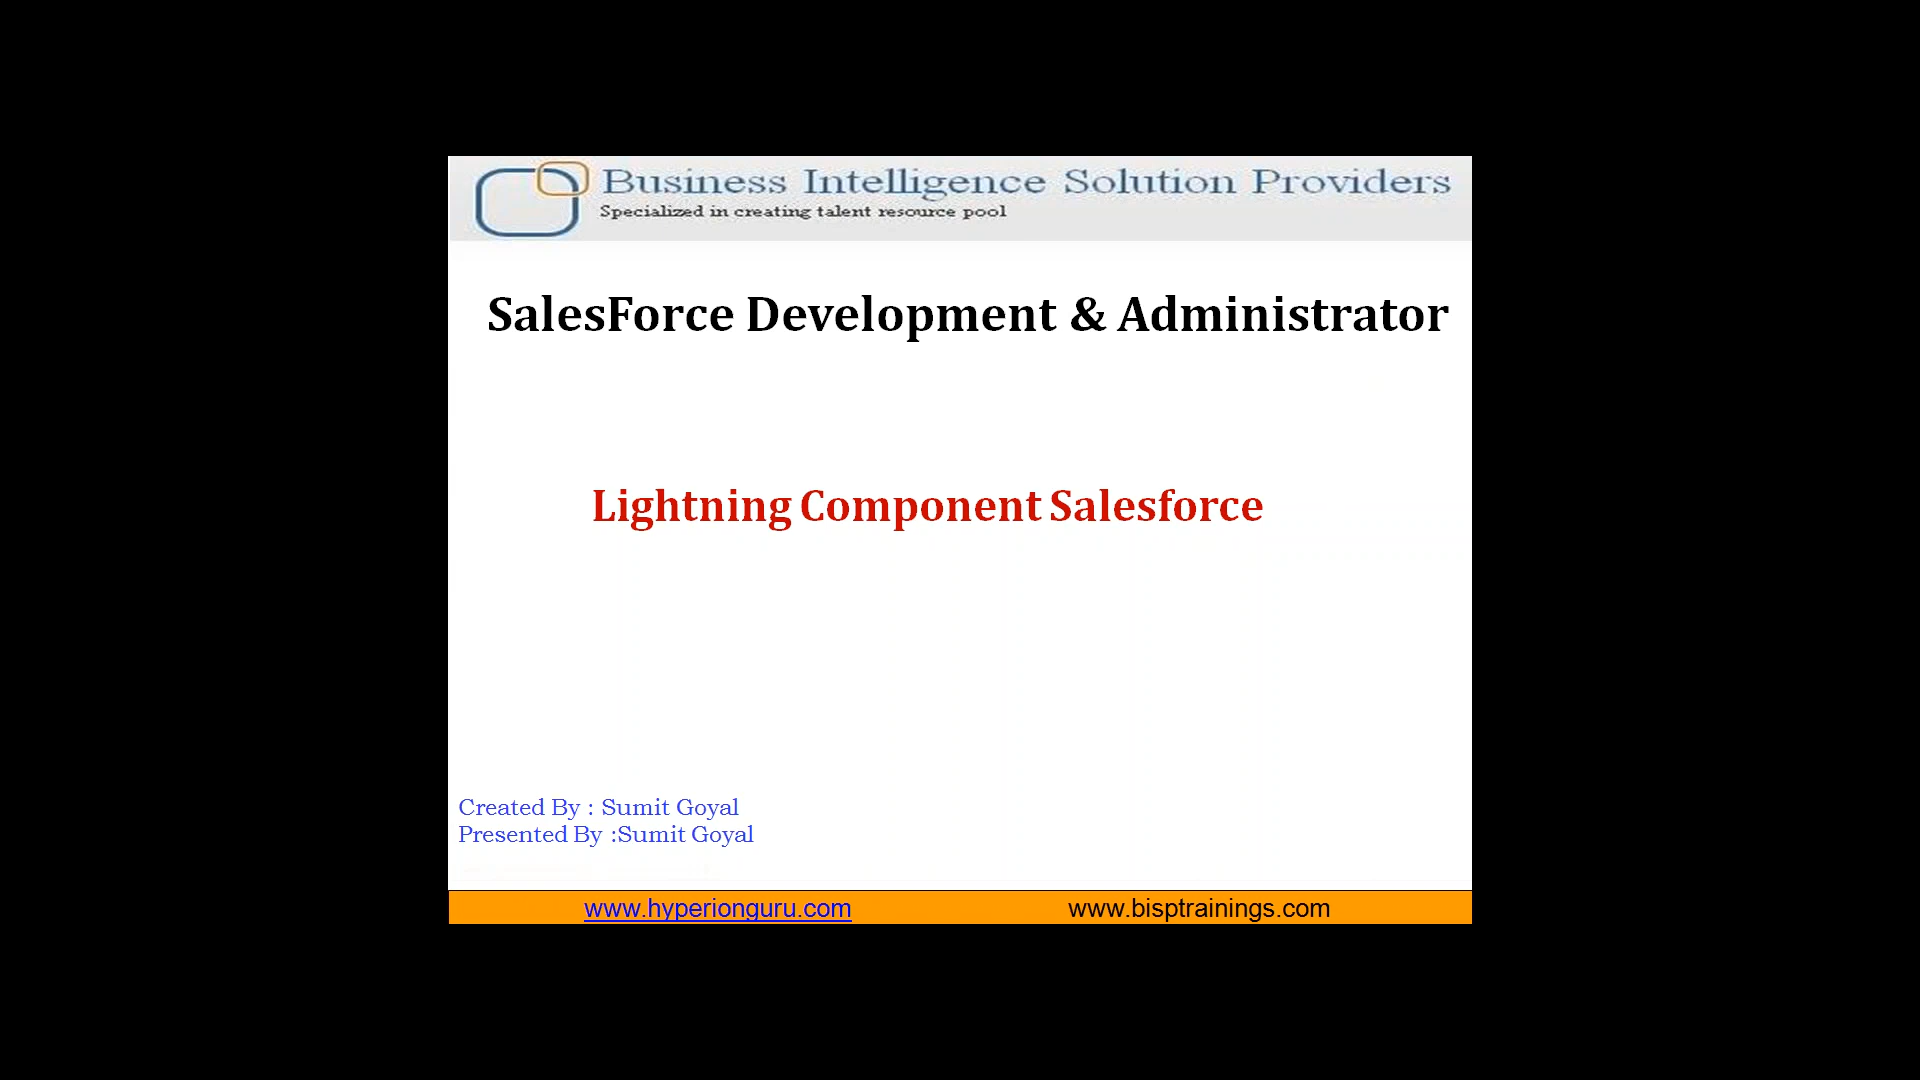 Business Intelligence Solution Providers
Specialized in creating talent resource pool
SalesForce Development & Administrator
Lightning Component Salesforce
Created By : Sumit Goyal
Presented By :Sumit Goyal
www.hyperionguru.com
www.bisptrainings.com